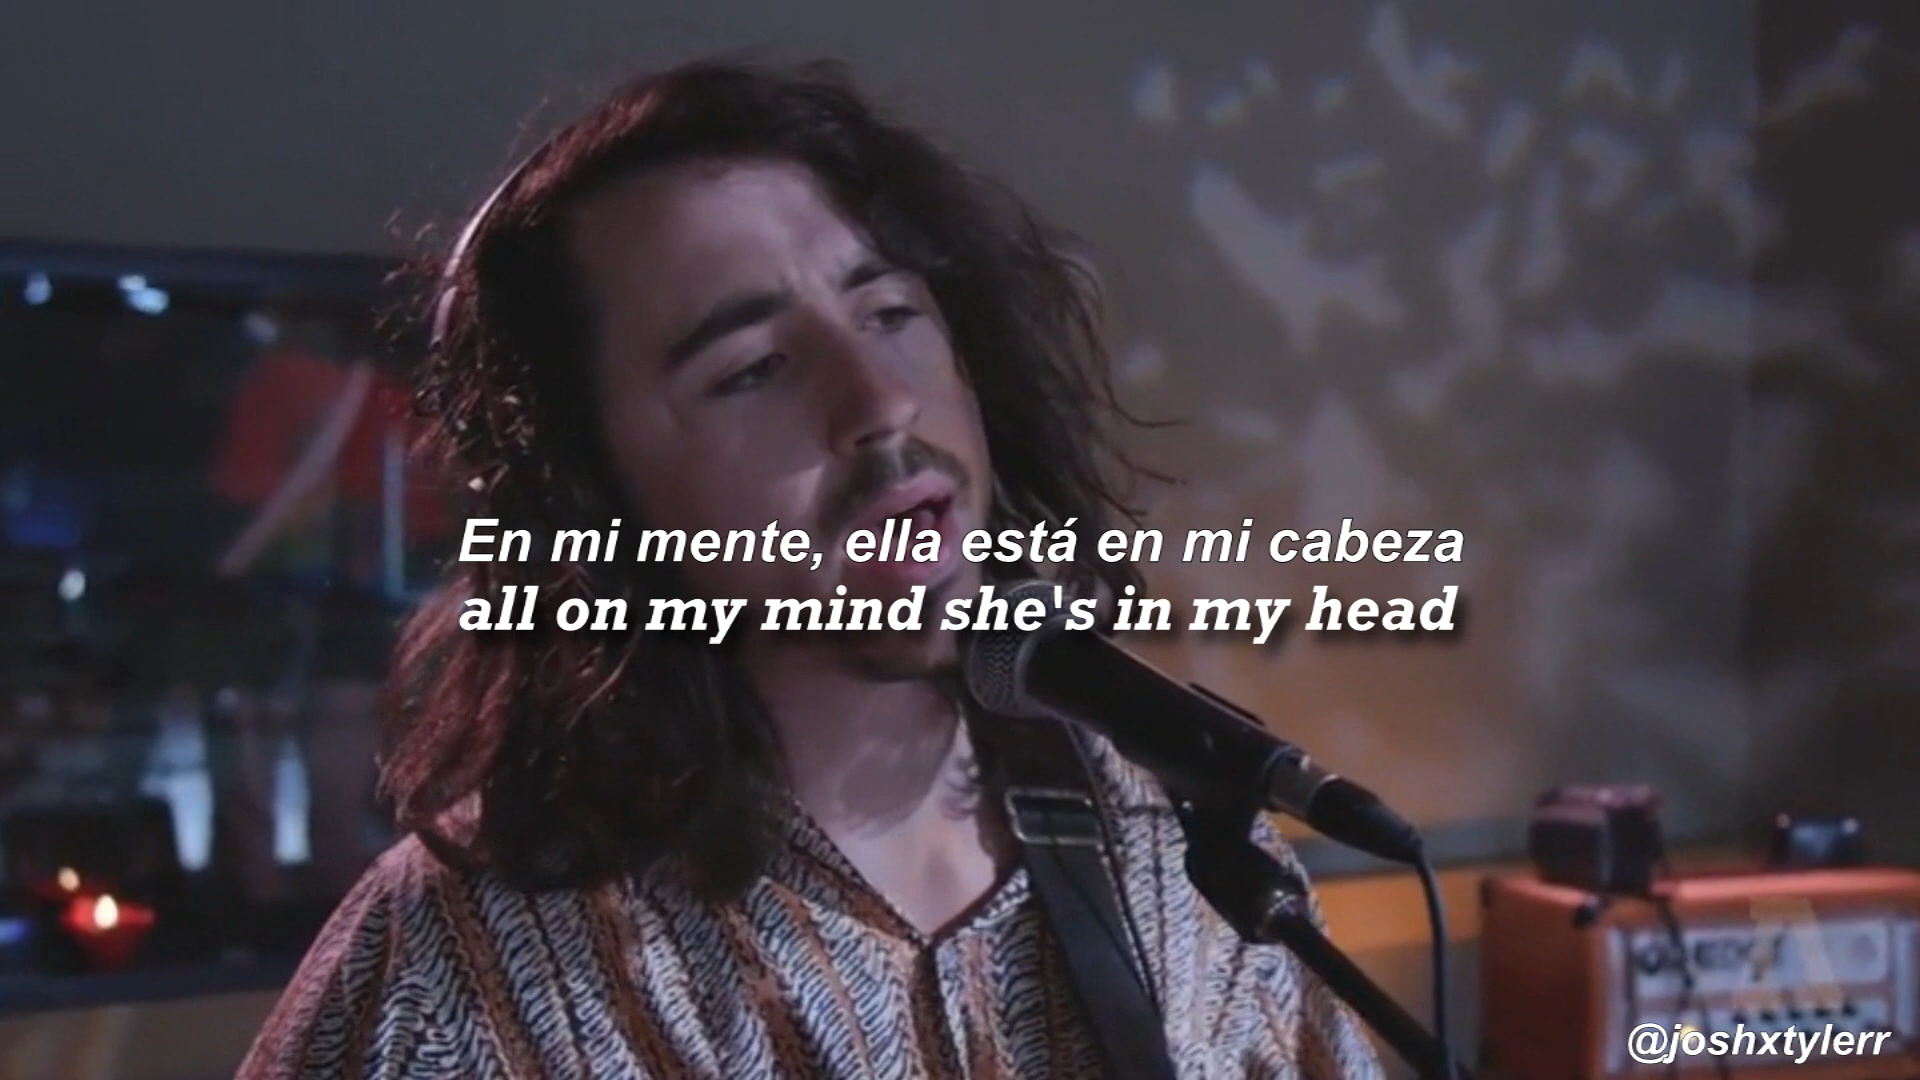 En mi mente, ella está en mi cabeza
all on my mind she's in my head
@joshxtylerr